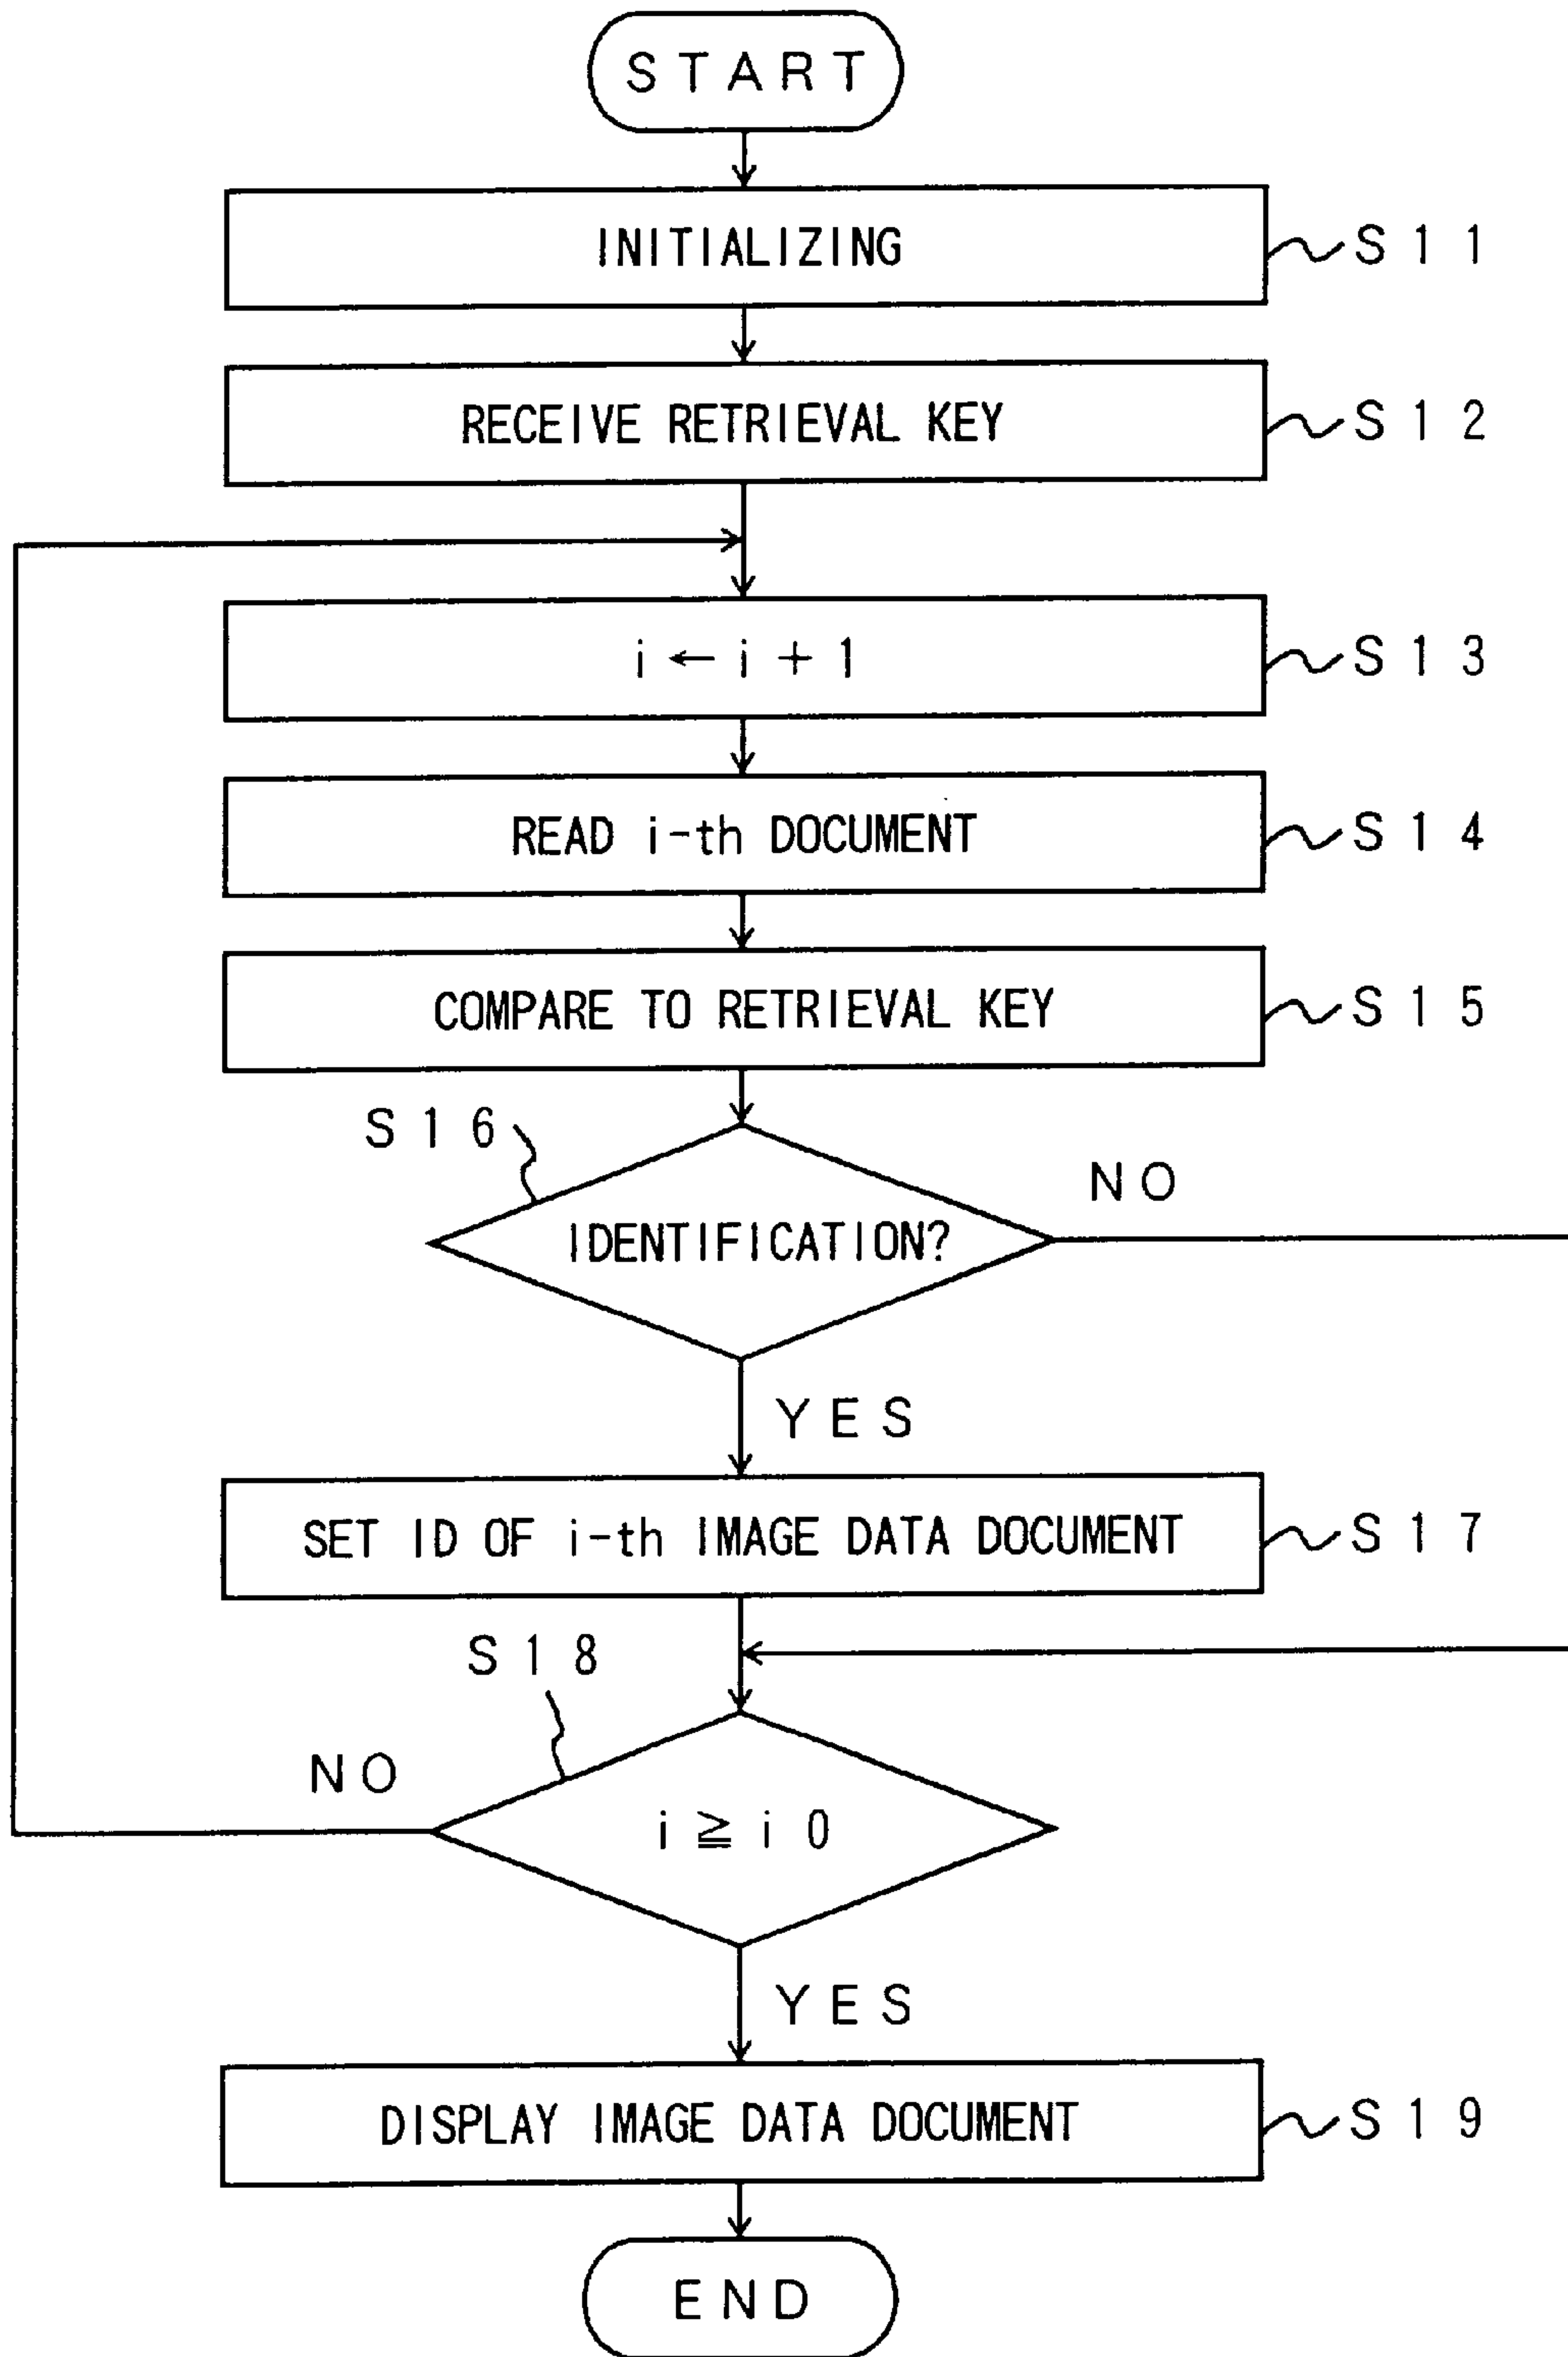 START
INITIALIZING
S11
RECEIVE RETRIEVAL KEY
S12
i ← i + 1
S13
READ i-th DOCUMENT
S14
COMPARE TO RETRIEVAL KEY
S15
S16
NO
IDENTIFICATION?
YES
SET ID OF i-th IMAGE DATA DOCUMENT
S17
S18
NO
i ≧ i0
YES
DISPLAY IMAGE DATA DOCUMENT
S19
END